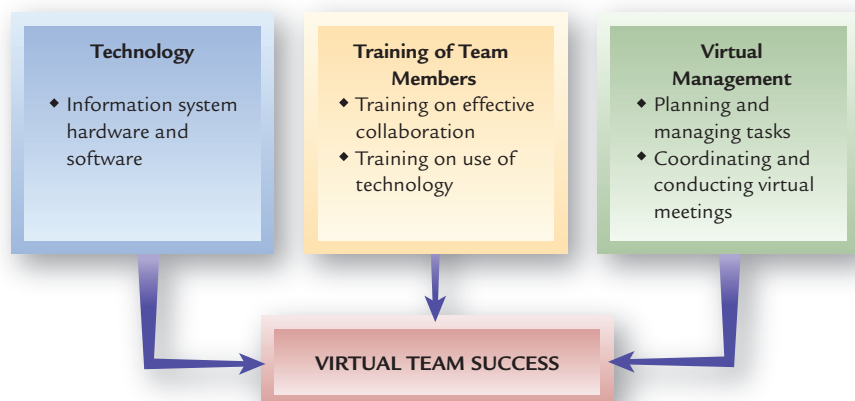 Technology
◆ Information system
hardware and
software
Training of Team
Members
◆ Training on effective
collaboration
◆ Training on use of
technology
Virtual
Management
◆ Planning and
managing tasks
◆ Coordinating and
conducting virtual
meetings
VIRTUAL TEAM SUCCESS